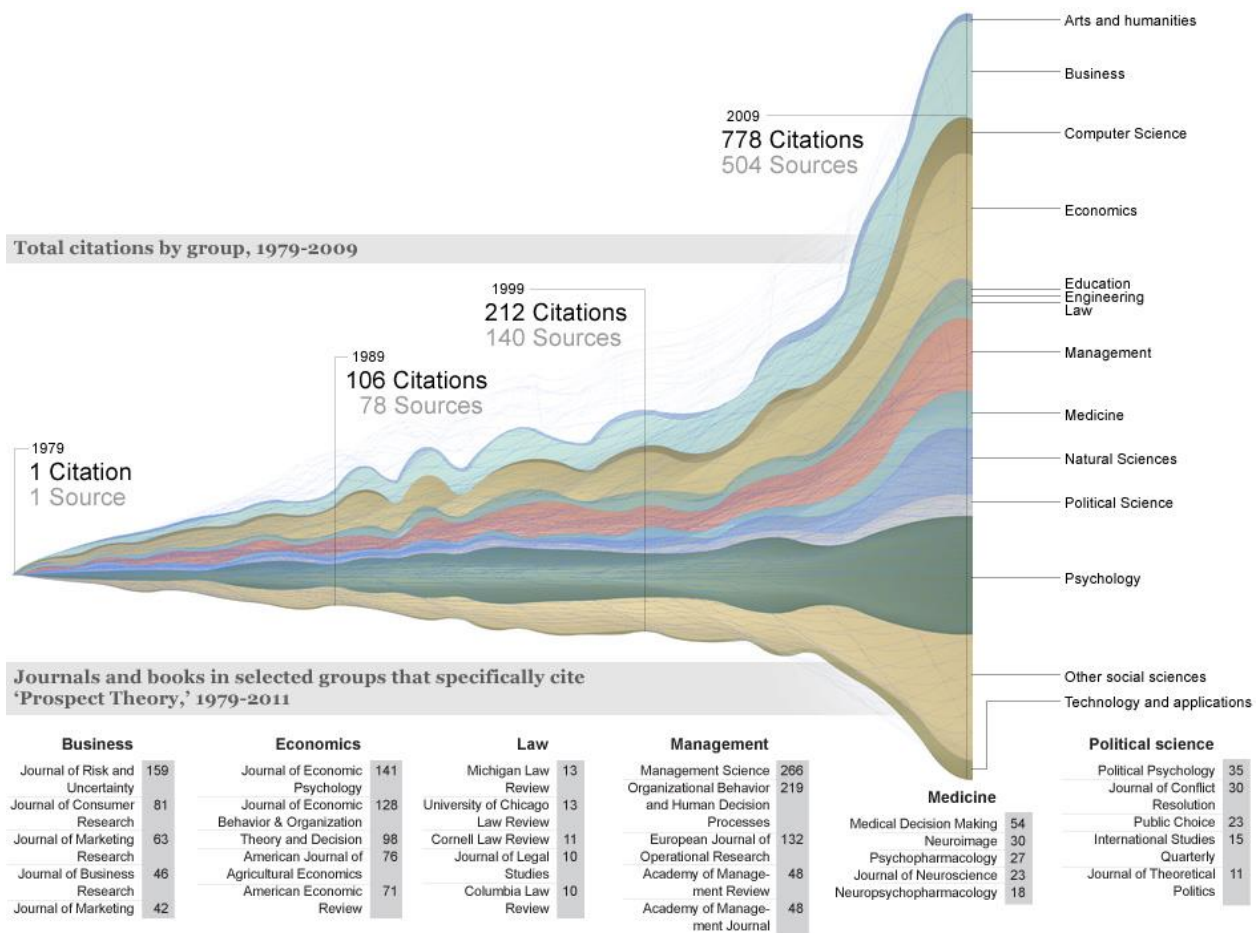 Arts and humanities
Business
2009
778 Citations
504 Sources
Computer Science
Economics
Total citations by group, 1979-2009
1999
212 Citations
140 Sources
Education
Engineering
Law
1989
106 Citations
78 Sources
Management
Medicine
1979
1 Citation
1 Source
Natural Sciences
Political Science
Psychology
Other social sciences
Technology and applications
Journals and books in selected groups that specifically cite
‘Prospect Theory,’ 1979-2011
Business
Journal of Risk and 159
Uncertainty
Journal of Consumer 81
Research
Journal of Marketing 63
Research
Journal of Business 46
Research
Journal of Marketing 42
Economics
Journal of Economic 141
Psychology
Journal of Economic 128
Behavior & Organization
Theory and Decision 98
American Journal of 76
Agricultural Economics
American Economic 71
Review
Law
Michigan Law 13
Review
University of Chicago 13
Law Review
Cornell Law Review 11
Journal of Legal 10
Studies
Columbia Law 10
Review
Management
Management Science 266
Organizational Behavior 219
and Human Decision
Processes
European Journal of 132
Operational Research
Academy of Manage- 48
ment Review
Academy of Manage- 48
ment Journal
Medicine
Medical Decision Making 54
Neuroimage 30
Psychopharmacology 27
Journal of Neuroscience 23
Neuropsychopharmacology 18
Political science
Political Psychology 35
Journal of Conflict 30
Resolution
Public Choice 23
International Studies 15
Quarterly
Journal of Theoretical 11
Politics